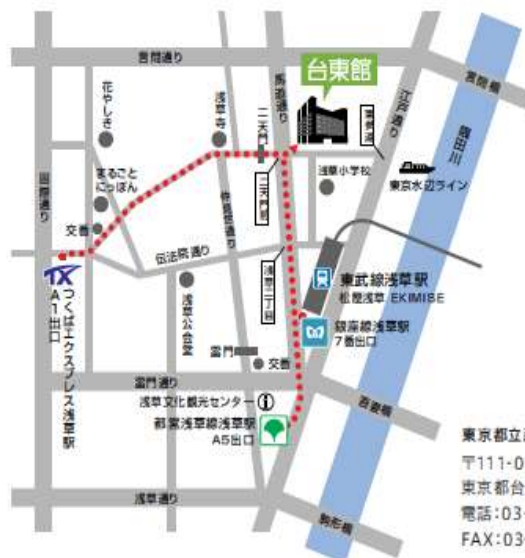 言問通り
台東館
馬道通り
江戸通り
言問橋
花やしき
浅草寺
二天門
隅田川
国際通り
まるごと
にっぽん
二天門前
浅草小学校
東参道
東京水辺ライン
交番
仲見世通り
伝法院通り
浅草二丁目
TX
A1出口
つくばエクスプレス浅草駅
浅草公会堂
東武線浅草駅
松屋浅草 EKIMISE
銀座線浅草駅
7番出口
雷門
交番
雷門通り
吾妻橋
浅草文化観光センター
都営浅草線浅草駅
A5出口
浅草通り
駒形橋
東京都立
〒111-0
東京都台
電話:03-
FAX:03